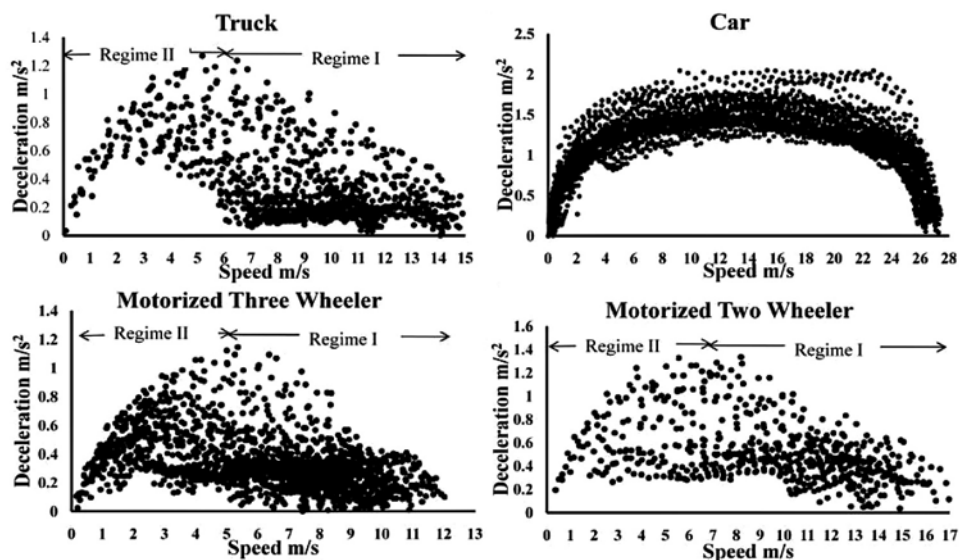 Truck
Deceleration m/s²
1.4
1.2
1
0.8
0.6
0.4
0.2
0
Regime II
Regime I
0 1 2 3 4 5 6 7 8 9 10 11 12 13 14 15
Speed m/s
Car
Deceleration m/s²
2.5
2
1.5
1
0.5
0
0 2 4 6 8 10 12 14 16 18 20 22 24 26 28
Speed m/s
Motorized Three Wheeler
Deceleration m/s²
1.4
1.2
1
0.8
0.6
0.4
0.2
0
Regime II
Regime I
0 1 2 3 4 5 6 7 8 9 10 11 12 13
Speed m/s
Motorized Two Wheeler
Deceleration m/s²
1.6
1.4
1.2
1
0.8
0.6
0.4
0.2
0
Regime II
Regime I
0 1 2 3 4 5 6 7 8 9 10 11 12 13 14 15 16 17
Speed m/s